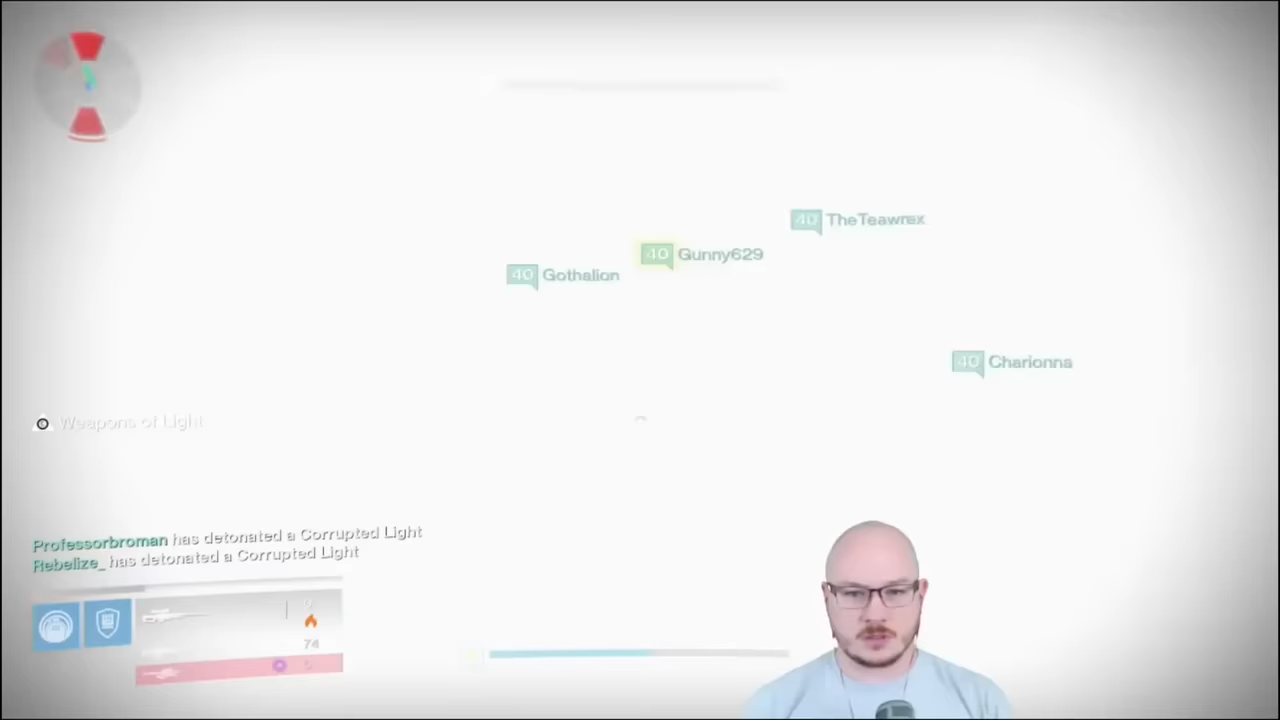 40 TheTeawrex
40 Gunny629
40 Gothalion
40 Charionna
Weapons of Light
Professorbroman has detonated a Corrupted Light
Rebelize_ has detonated a Corrupted Light
74